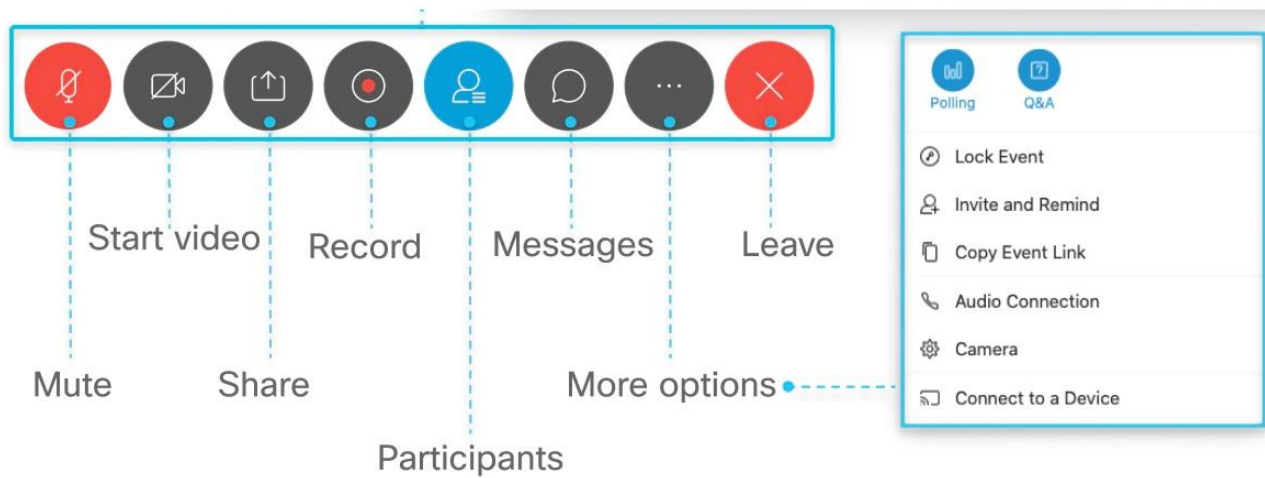 Polling
Q&A
Lock Event
Invite and Remind
Copy Event Link
Audio Connection
Camera
Connect to a Device
Start video
Record
Messages
Leave
Mute
Share
More options
Participants